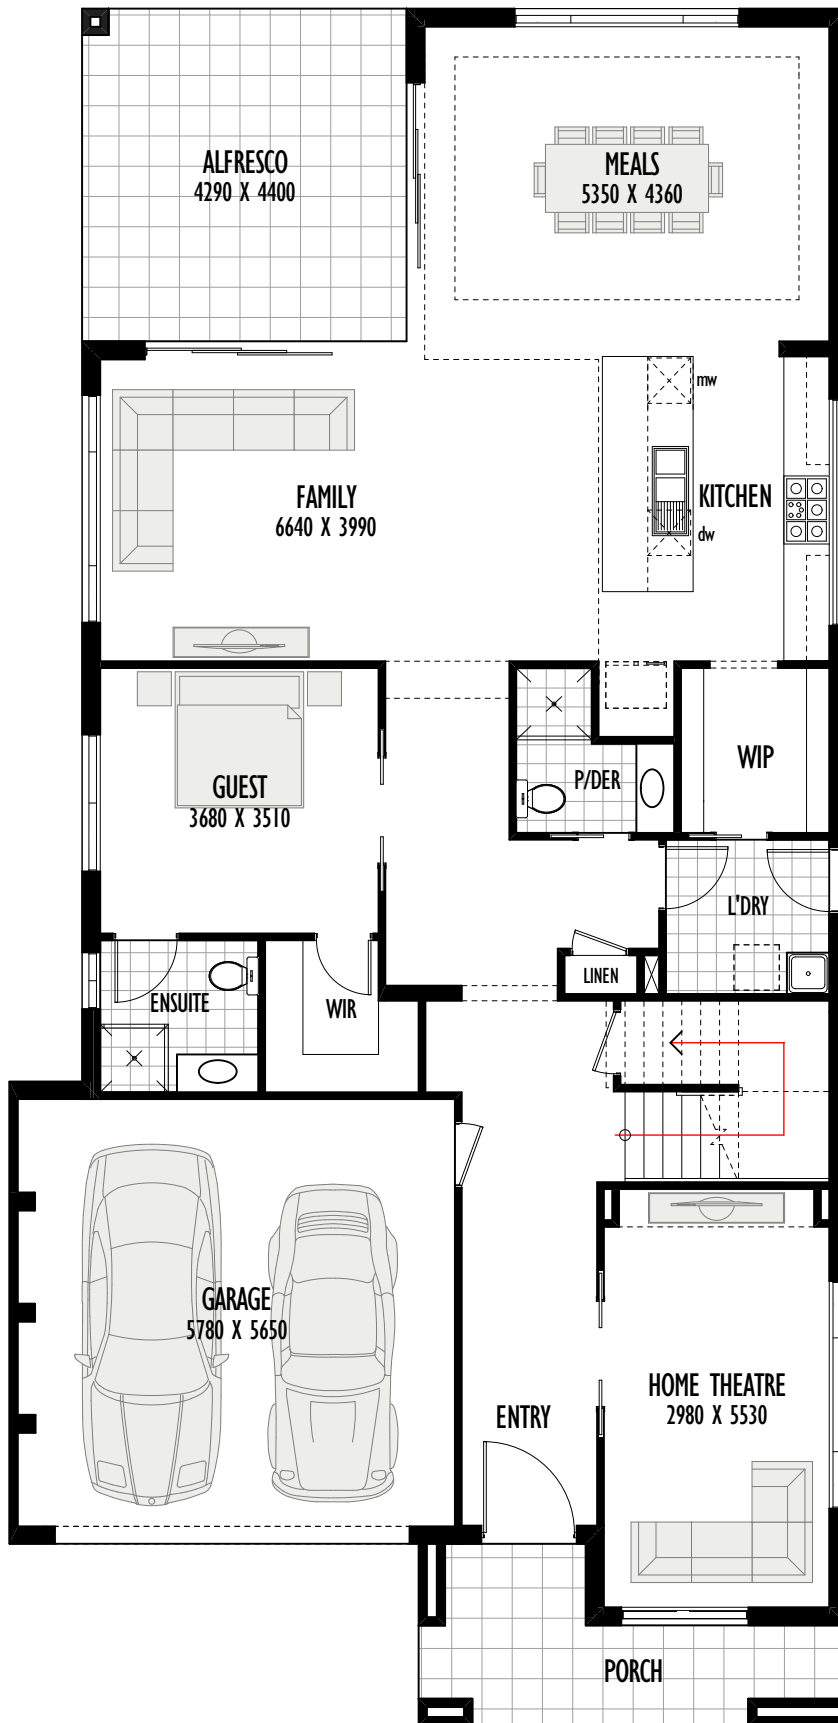 ALFRESCO
4290 X 4400
MEALS
5350 X 4360
mw
KITCHEN
dw
FAMILY
6640 X 3990
GUEST
3680 X 3510
P/DER
WIP
L'DRY
LINEN
ENSUITE
WIR
GARAGE
5780 X 5650
ENTRY
HOME THEATRE
2980 X 5530
PORCH